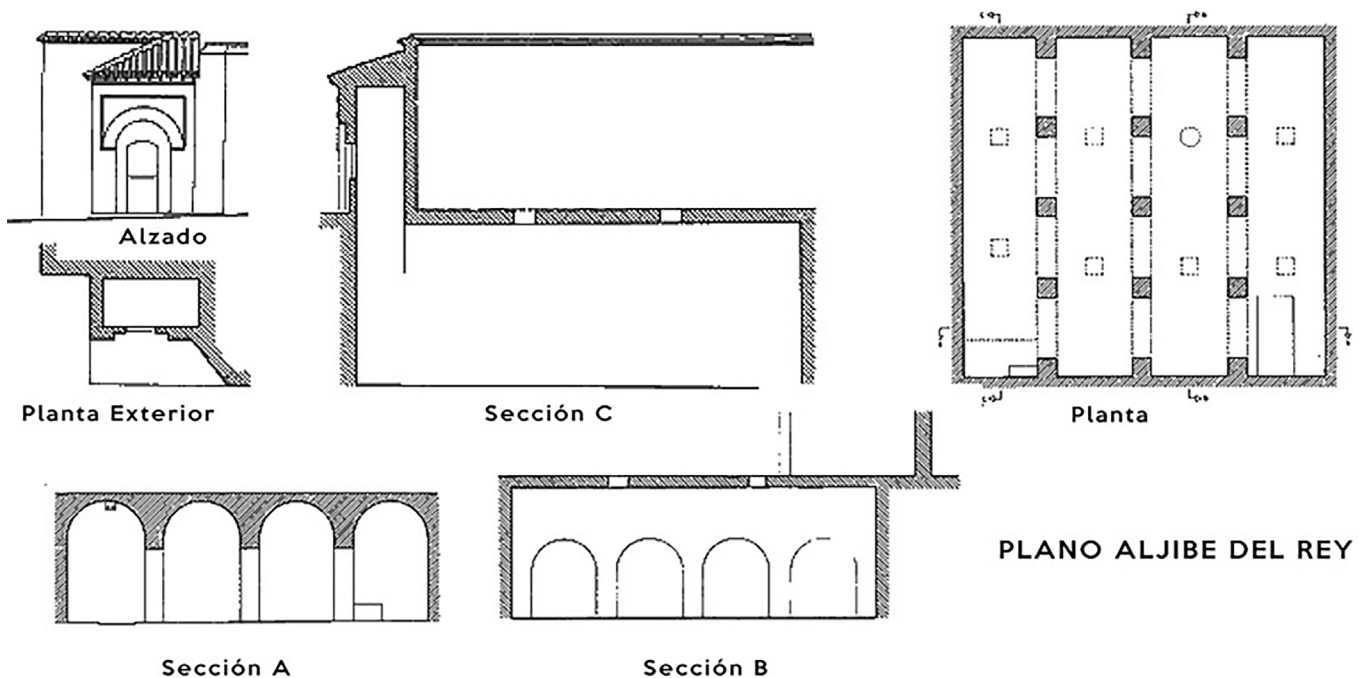 Alzado
Planta Exterior
Sección C
Planta
Sección A
Sección B
PLANO ALJIBE DEL REY